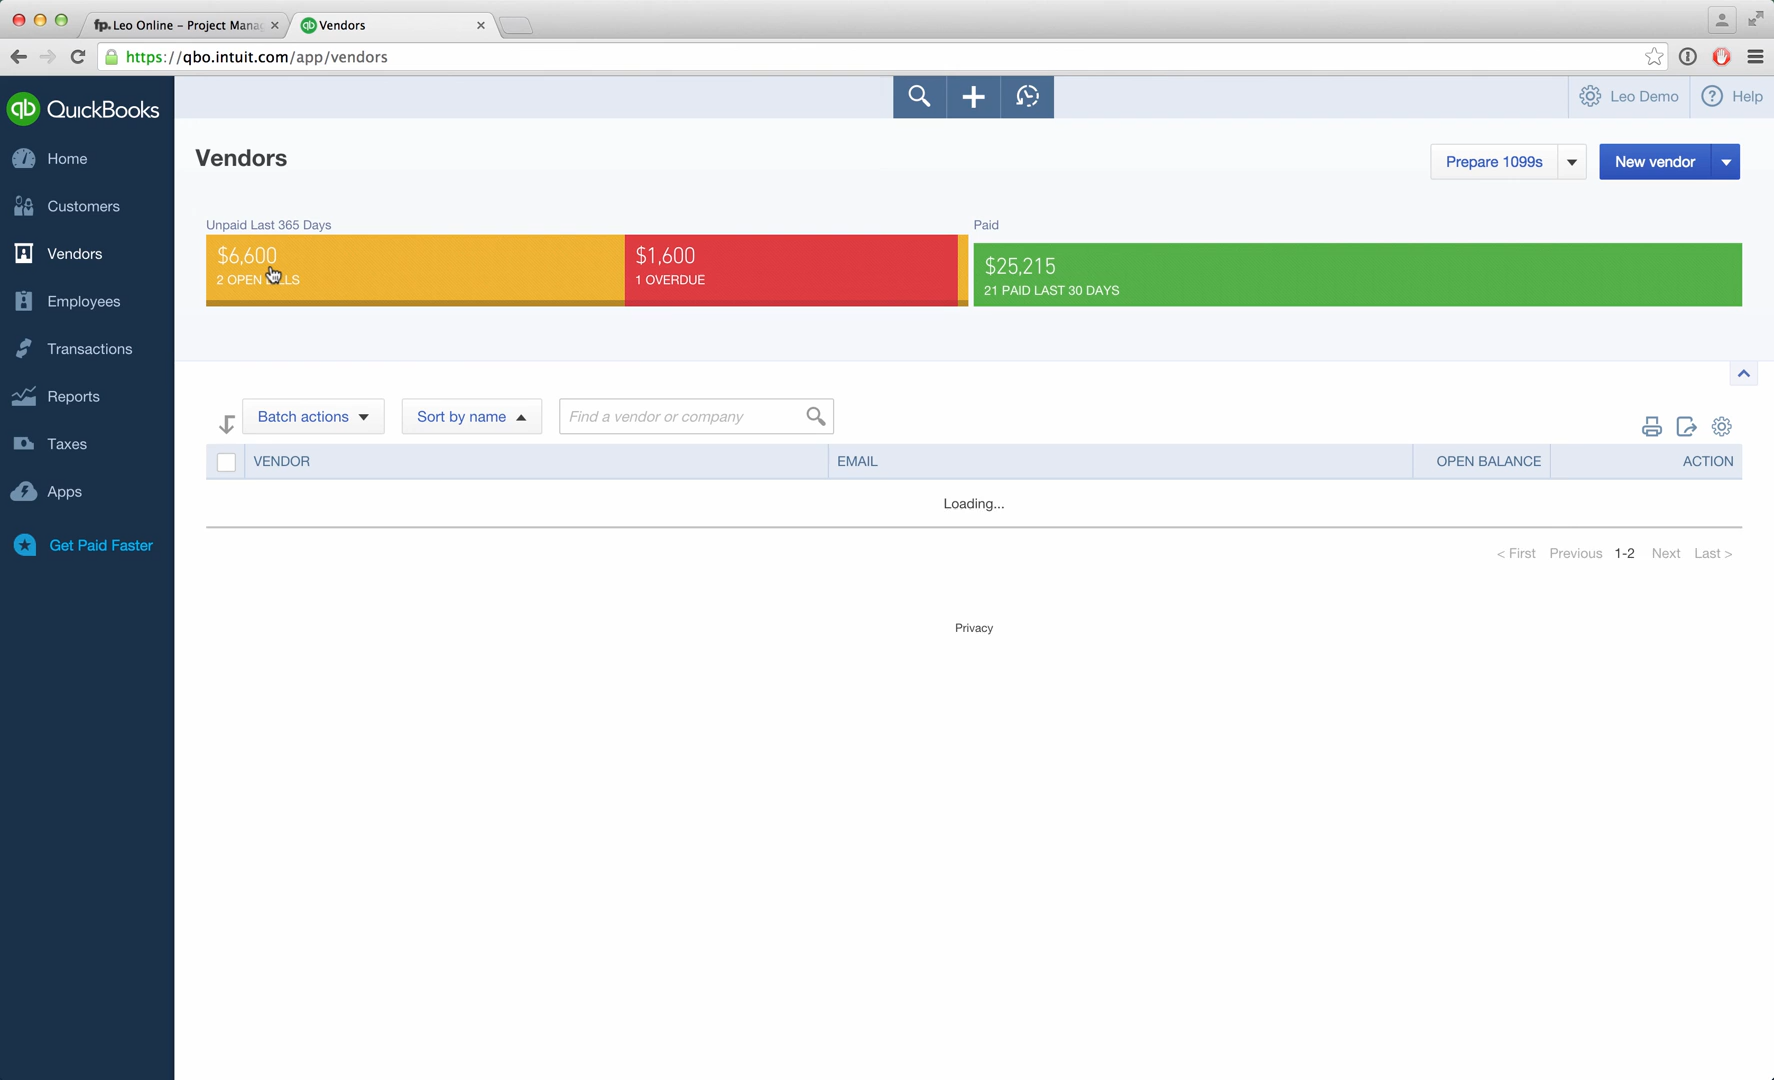 fp. Leo Online – Project Mana
Vendors
https://qbo.intuit.com/app/vendors
qb QuickBooks
Leo Demo
Help
Home
Customers
Vendors
Employees
Transactions
Reports
Taxes
Apps
Get Paid Faster
Vendors
Prepare 1099s
New vendor
Unpaid Last 365 Days
Paid
$6,600
2 OPEN BILLS
$1,600
1 OVERDUE
$25,215
21 PAID LAST 30 DAYS
Batch actions
Sort by name
Find a vendor or company
VENDOR EMAIL OPEN BALANCE ACTION
Loading...
< First Previous 1-2 Next Last >
Privacy